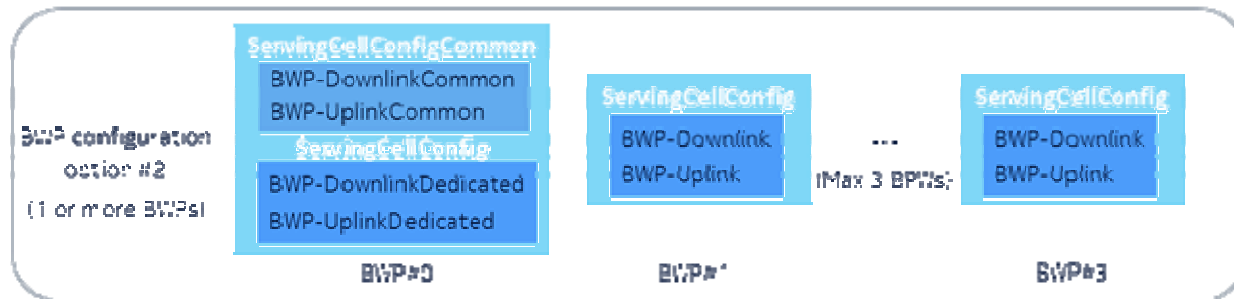 BWP configuration
option #2
(1 or more BWPs)
ServingCellConfigCommon
BWP-DownlinkCommon
BWP-UplinkCommon
ServingCellConfig
BWP-DownlinkDedicated
BWP-UplinkDedicated
BWP#0
ServingCellConfig
BWP-Downlink
BWP-Uplink
BWP#1
...
(Max 3 BPWs)
ServingCellConfig
BWP-Downlink
BWP-Uplink
BWP#3